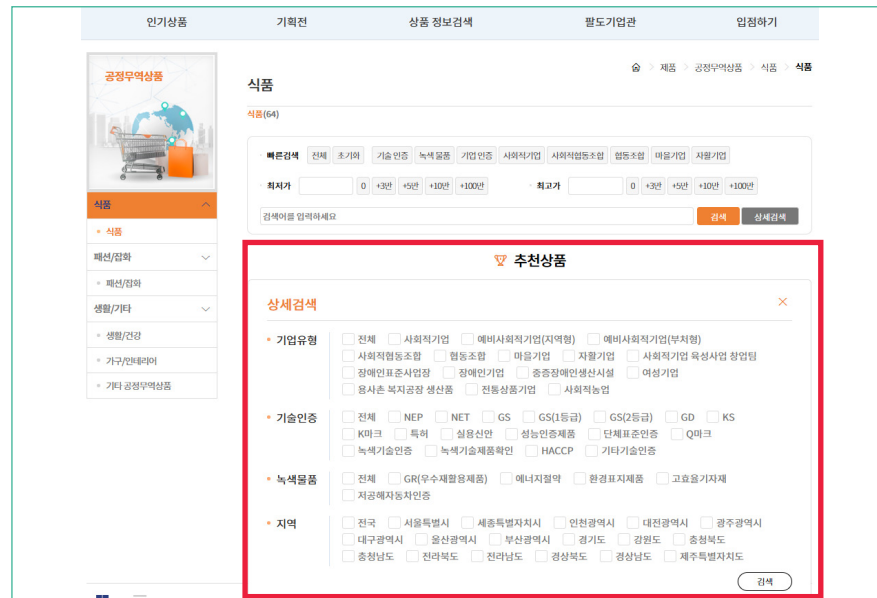 인기상품 기획전 상품 정보검색 팔도기업관 입점하기
공정무역상품
제품 > 공정무역상품 > 식품 > 식품
식품
식품(64)
빠른검색 전체 초기화 기술 인증 녹색 물품 기업 인증 사회적기업 사회적협동조합 협동조합 마을기업 자활기업
최저가 0 +3만 +5만 +10만 +100만 최고가 0 +3만 +5만 +10만 +100만
검색어를 입력하세요 검색 상세검색
식품
식품
패션/잡화
패션/잡화
생활/기타
생활/건강
가구/인테리어
기타 공정무역상품
추천상품
상세검색
기업유형 전체 사회적기업 예비사회적기업(지역형) 예비사회적기업(부처형)
사회적협동조합 협동조합 마을기업 자활기업 사회적기업 육성사업 창업팀
장애인표준사업장 장애인기업 중증장애인생산시설 여성기업
용사촌 복지공장 생산품 전통상품기업 사회적농업
기술인증 전체 NEP NET GS GS(1등급) GS(2등급) GD KS
K마크 특허 실용신안 성능인증제품 단체표준인증 Q마크
녹색기술인증 녹색기술제품확인 HACCP 기타기술인증
녹색물품 전체 GR(우수재활용제품) 에너지절약 환경표지제품 고효율기자재
저공해자동차인증
지역 전국 서울특별시 세종특별자치시 인천광역시 대전광역시 광주광역시
대구광역시 울산광역시 부산광역시 경기도 강원도 충청북도
충청남도 전라북도 전라남도 경상북도 경상남도 제주특별자치도
검색